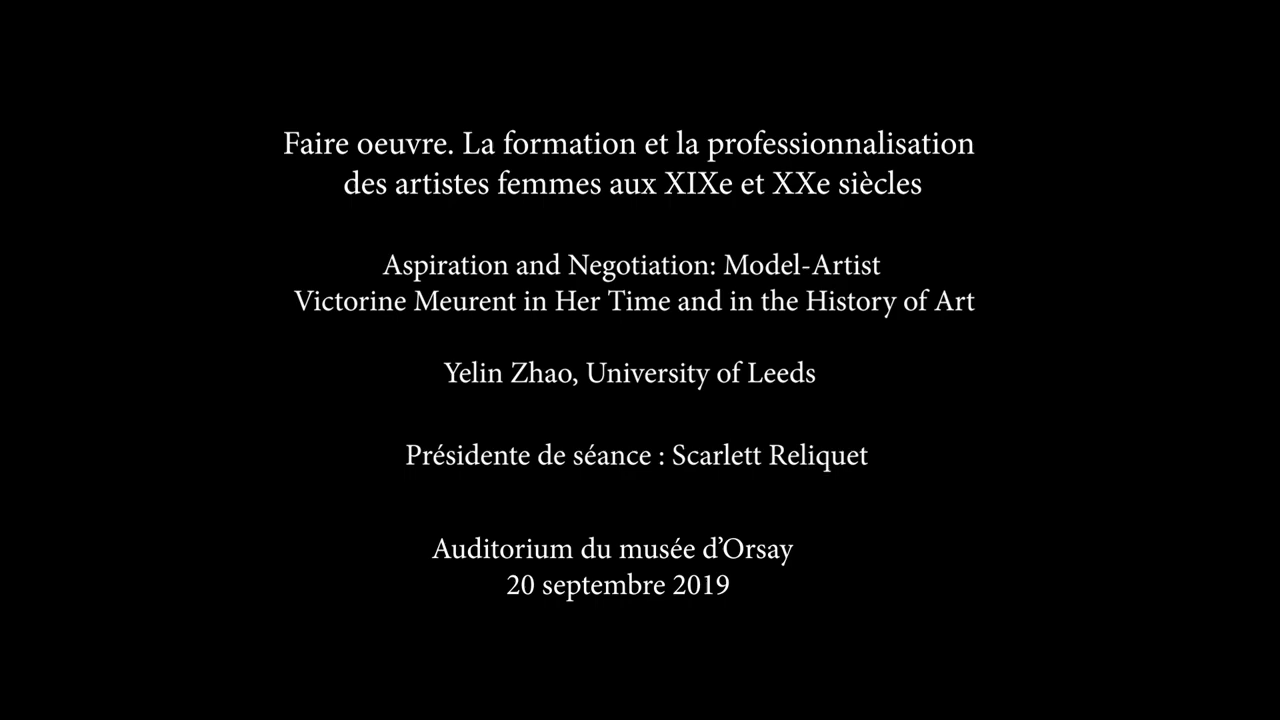 Faire oeuvre. La formation et la professionnalisation
des artistes femmes aux XIXe et XXe siècles
Aspiration and Negotiation: Model-Artist
Victorine Meurent in Her Time and in the History of Art
Yelin Zhao, University of Leeds
Présidente de séance : Scarlett Reliquet
Auditorium du musée d’Orsay
20 septembre 2019